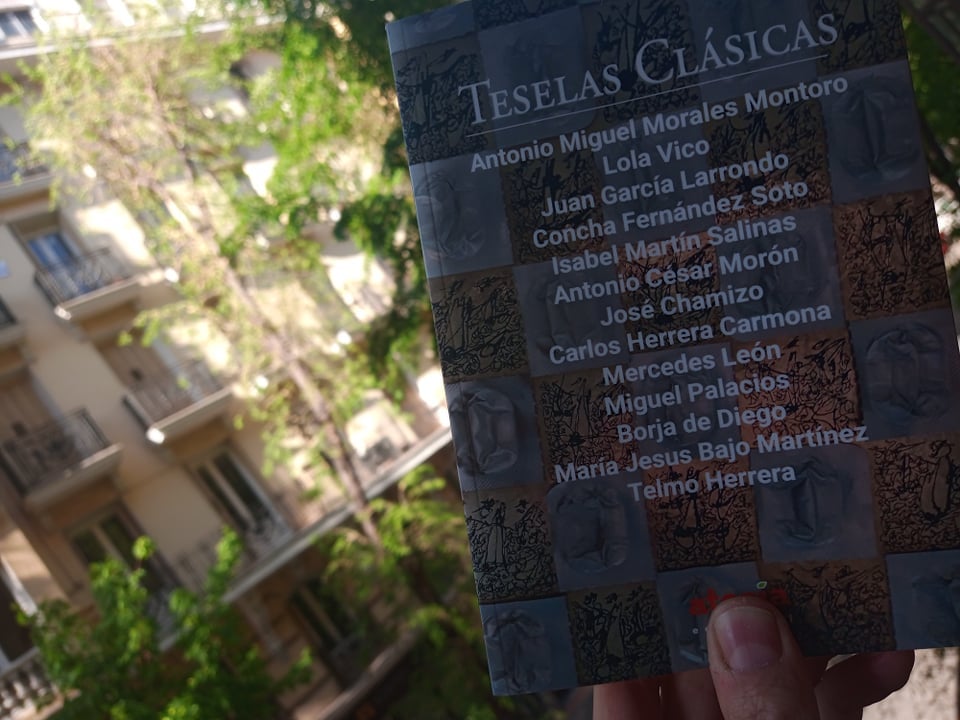 TESELAS CLÁSICAS
Antonio Miguel Morales Montoro
Lola Vico
Juan García Larrondo
Concha Fernández Soto
Isabel Martín Salinas
Antonio César Morón
José Chamizo
Carlos Herrera Carmona
Mercedes León
Miguel Palacios
Borja de Diego
María Jesus Bajo Martínez
Telmo Herrera